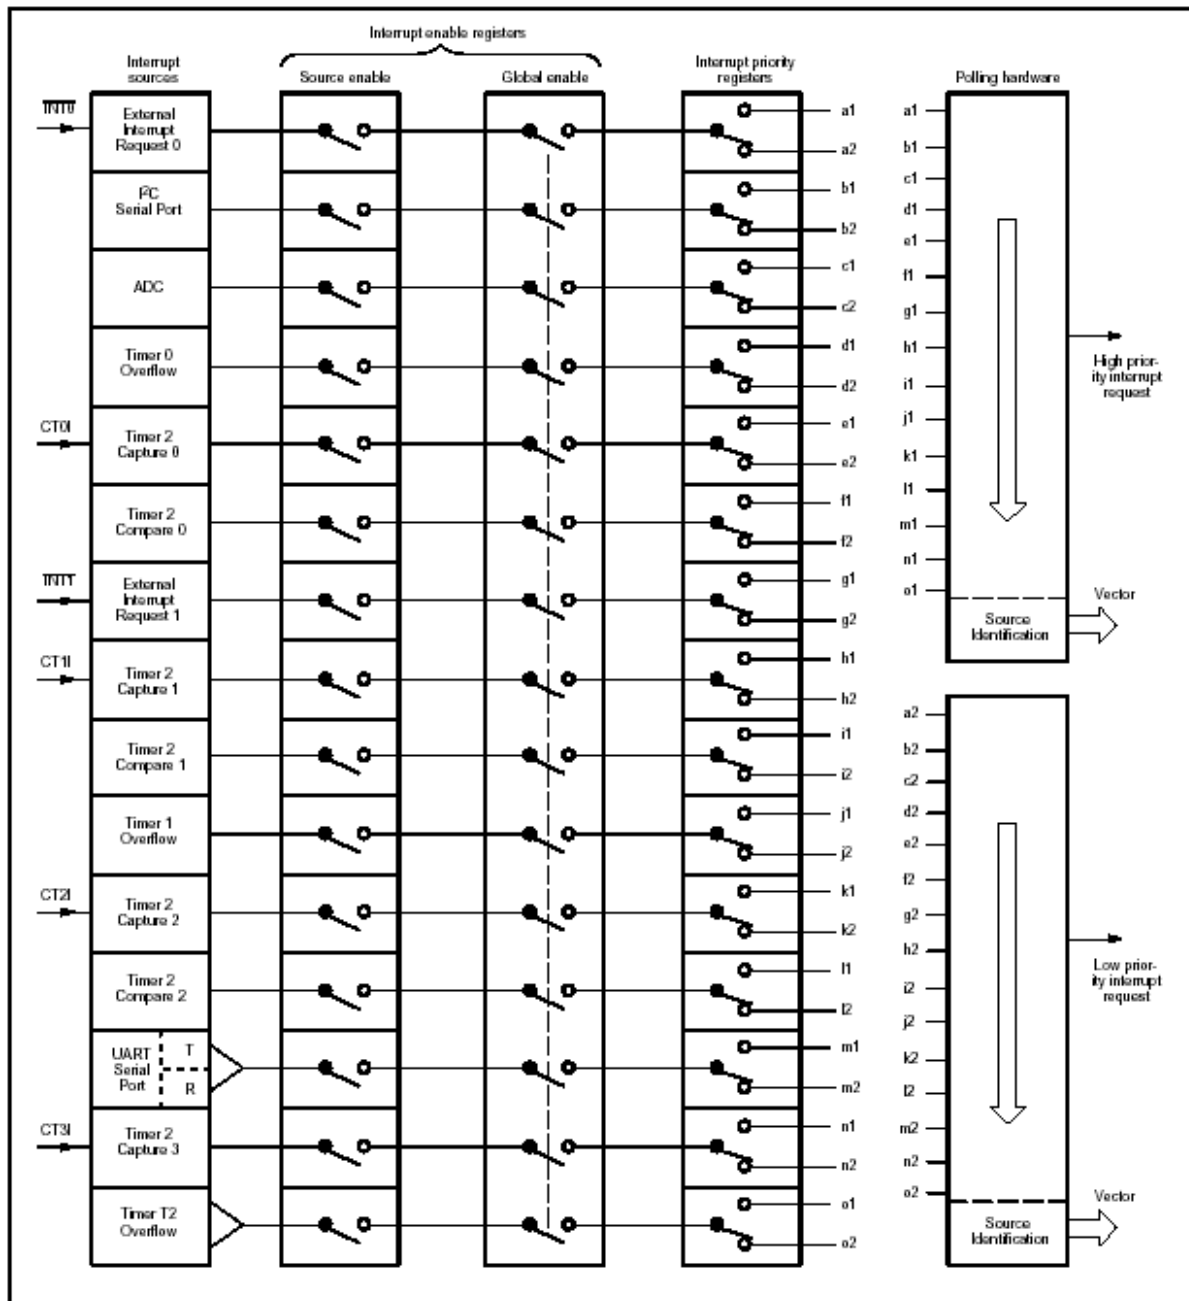 Interrupt enable registers
Interrupt
sources
Source enable
Global enable
Interrupt priority
registers
Polling hardware
INT0
External
Interrupt
Request 0
a1
a2
I²C
Serial Port
b1
b2
ADC
c1
c2
Timer 0
Overflow
d1
d2
CT0I
Timer 2
Capture 0
e1
e2
Timer 2
Compare 0
f1
f2
INT1
External
Interrupt
Request 1
g1
g2
CT1I
Timer 2
Capture 1
h1
h2
Timer 2
Compare 1
i1
i2
Timer 1
Overflow
j1
j2
CT2I
Timer 2
Capture 2
k1
k2
Timer 2
Compare 2
l1
l2
UART
Serial
Port
T
R
m1
m2
CT3I
Timer 2
Capture 3
n1
n2
Timer T2
Overflow
o1
o2
a1
b1
c1
d1
e1
f1
g1
h1
i1
j1
k1
l1
m1
n1
o1
High prior-
ity interrupt
request
Source
Identification
Vector
a2
b2
c2
d2
e2
f2
g2
h2
i2
j2
k2
l2
m2
n2
o2
Low prior-
ity interrupt
request
Source
Identification
Vector